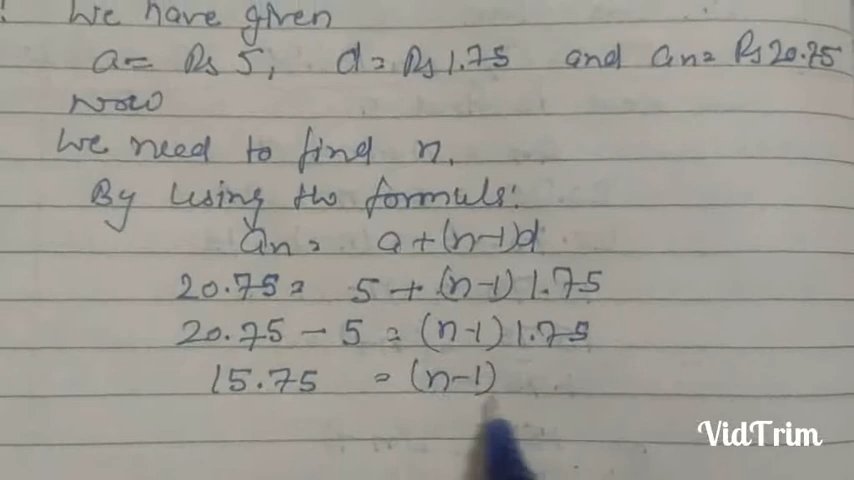 We have given
a = Rs 5, d = Rs 1.75 and an = Rs 20.75
Now
We need to find n.
By using the formula:
an = a + (n-1)d
20.75 = 5 + (n-1) 1.75
20.75 - 5 = (n-1) 1.75
15.75 = (n-1)
VidTrim